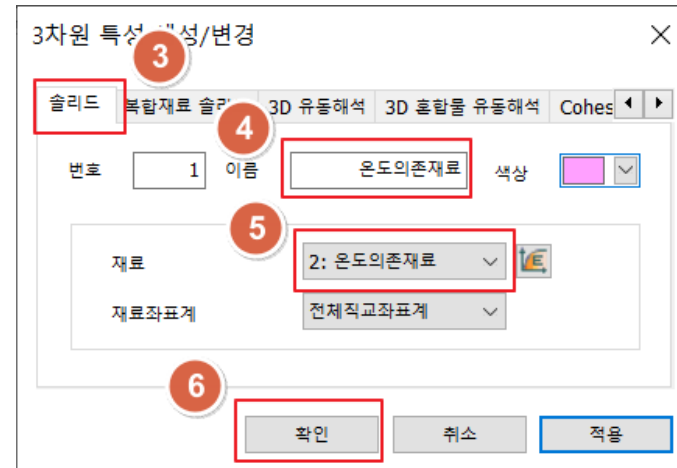 3차원 특성 생성/변경
3
솔리드 복합재료 솔리 3D 유동해석 3D 혼합물 유동해석 Cohes
4
번호 1 이름 온도의존재료 색상
5
재료 2: 온도의존재료
재료좌표계 전체직교좌표계
6
확인 취소 적용